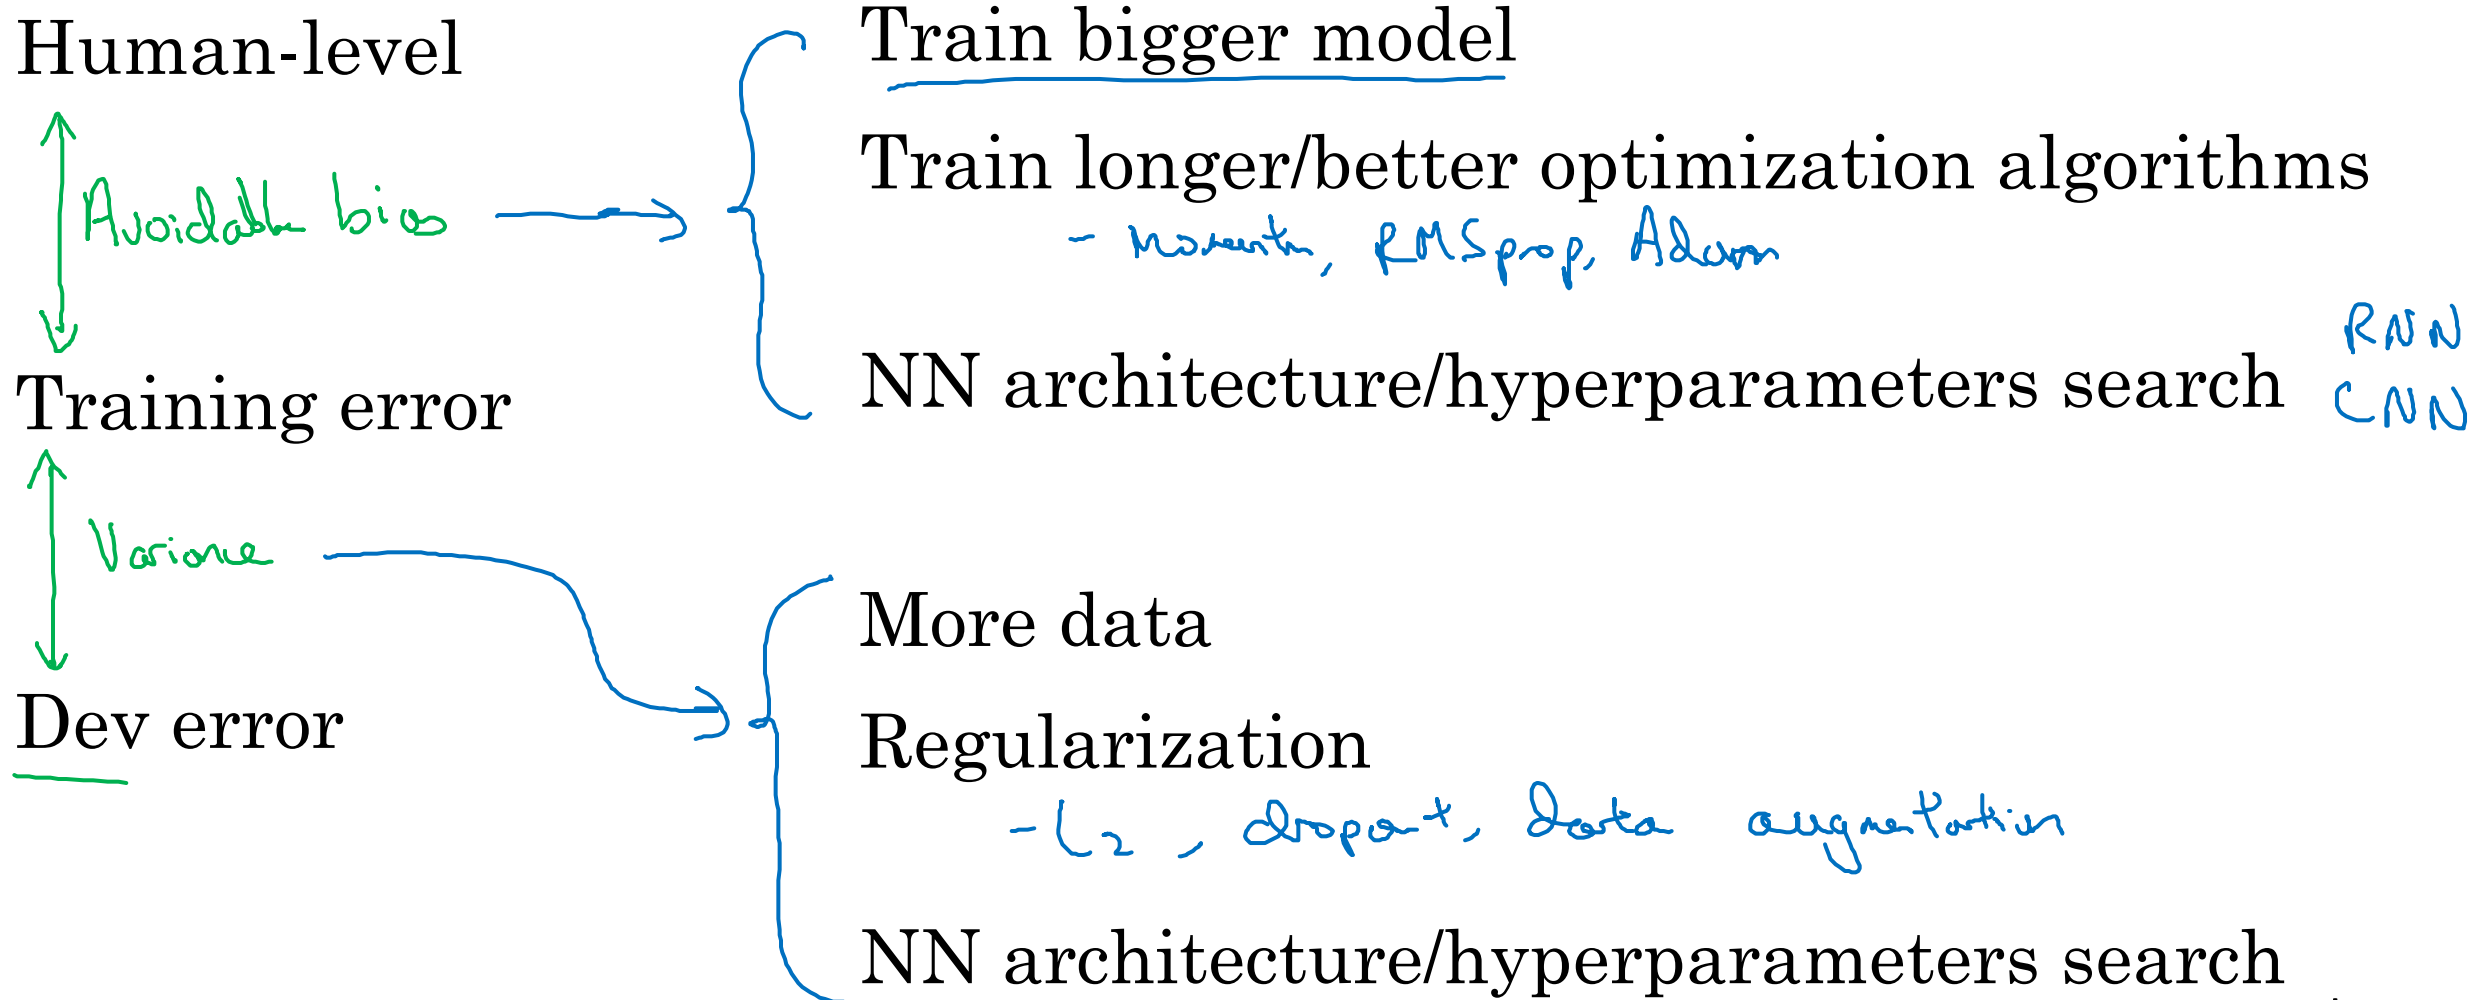 Human-level
Avoidable bias
Training error
Variance
Dev error
Train bigger model
Train longer/better optimization algorithms
- momentum, RMSprop, Adam
NN architecture/hyperparameters search
RNN
CNN
More data
Regularization
- L2, dropout, data augmentation
NN architecture/hyperparameters search